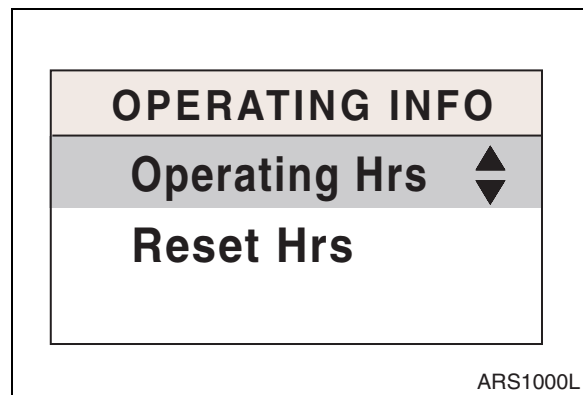 OPERATING INFO
Operating Hrs
Reset Hrs
ARS1000L